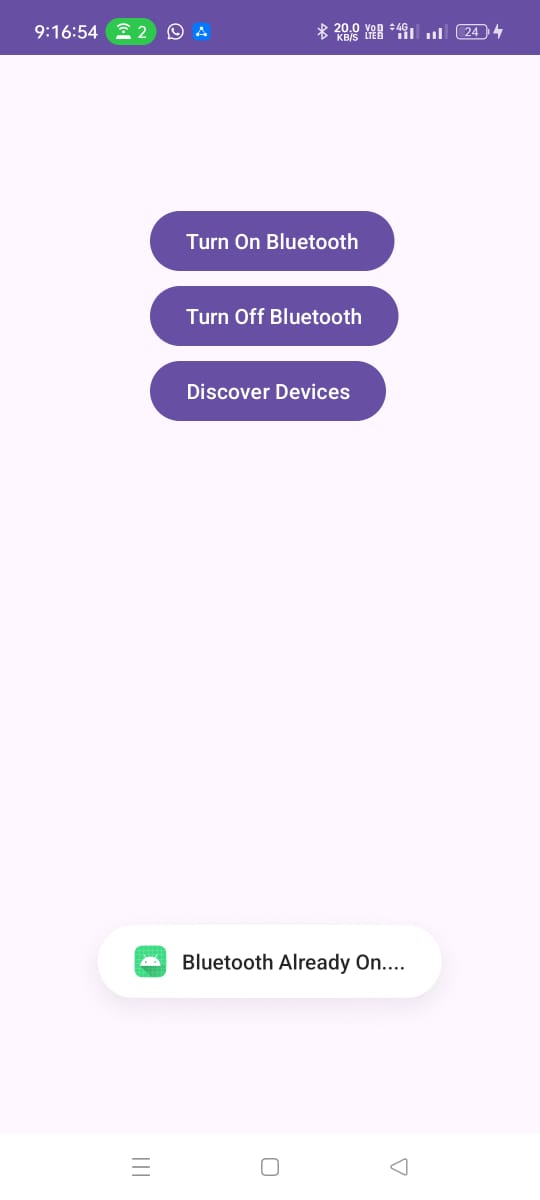 9:16:54 2 20.0 KB/S Vo LTE 4G 24
Turn On Bluetooth
Turn Off Bluetooth
Discover Devices
Bluetooth Already On....